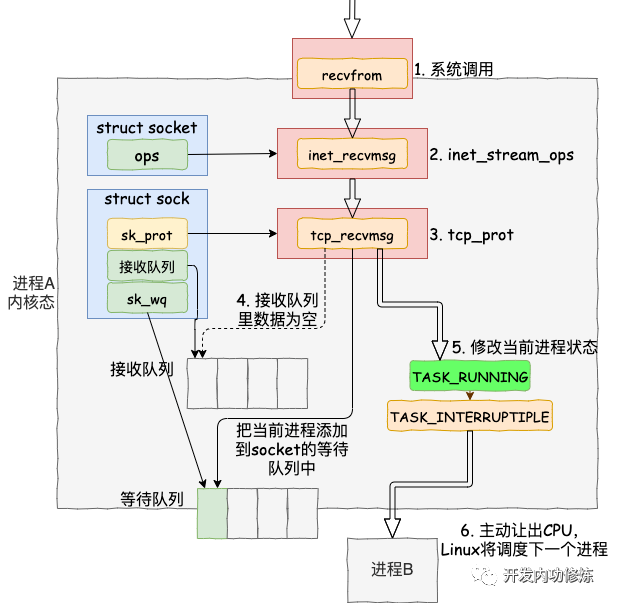 recvfrom
1. 系统调用
struct socket
ops
inet_recvmsg
2. inet_stream_ops
struct sock
sk_prot
tcp_recvmsg
3. tcp_prot
接收队列
sk_wq
进程A
内核态
4. 接收队列
里数据为空
5. 修改当前进程状态
接收队列
TASK_RUNNING
TASK_INTERRUPTIPLE
把当前进程添加
到socket的等待
队列中
等待队列
6. 主动让出CPU,
Linux将调度下一个进程
进程B
开发内功修炼